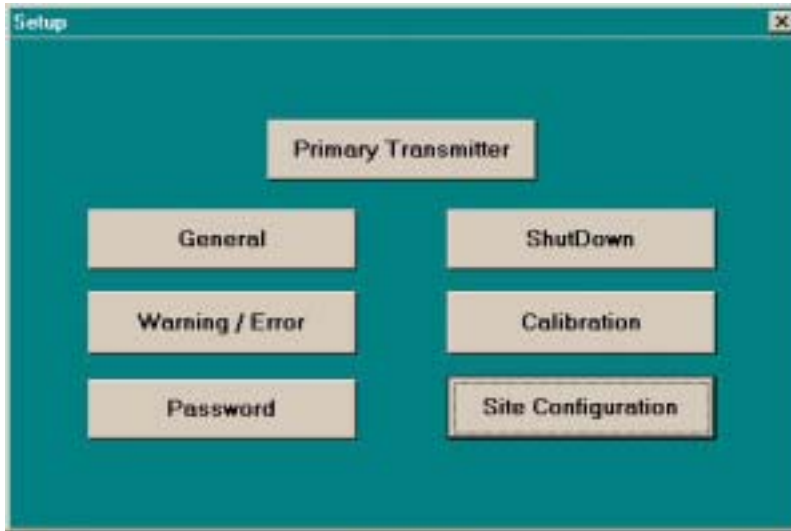 Setup
Primary Transmitter
General
ShutDown
Warning / Error
Calibration
Password
Site Configuration